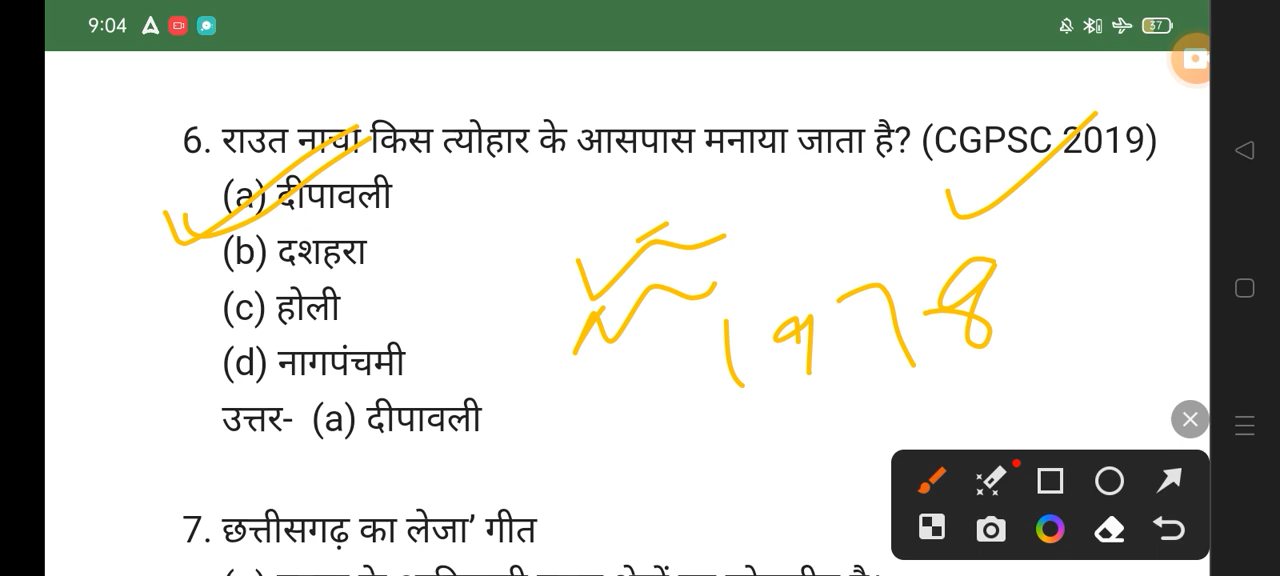 9:04
37
6. राउत नाचा किस त्योहार के आसपास मनाया जाता है? (CGPSC 2019)
(a) दीपावली
(b) दशहरा
(c) होली
(d) नागपंचमी
1978
उत्तर- (a) दीपावली
7. छत्तीसगढ़ का लेजा’ गीत